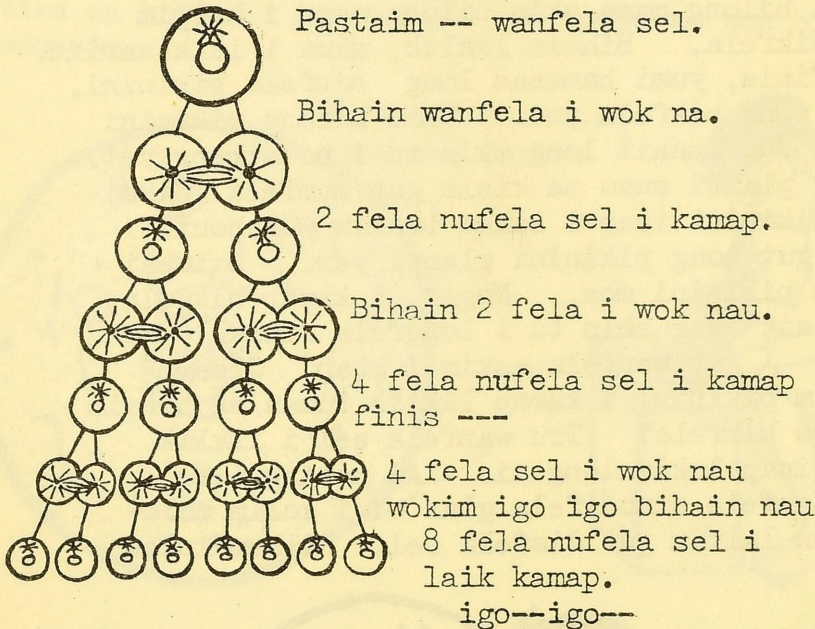 Pastaim -- wanfela sel.
Bihain wanfela i wok na.
2 fela nufela sel i kamap.
Bihain 2 fela i wok nau.
4 fela nufela sel i kamap
finis ---
4 fela sel i wok nau
wokim igo igo bihain nau
8 fela nufela sel i
laik kamap.
igo--igo--